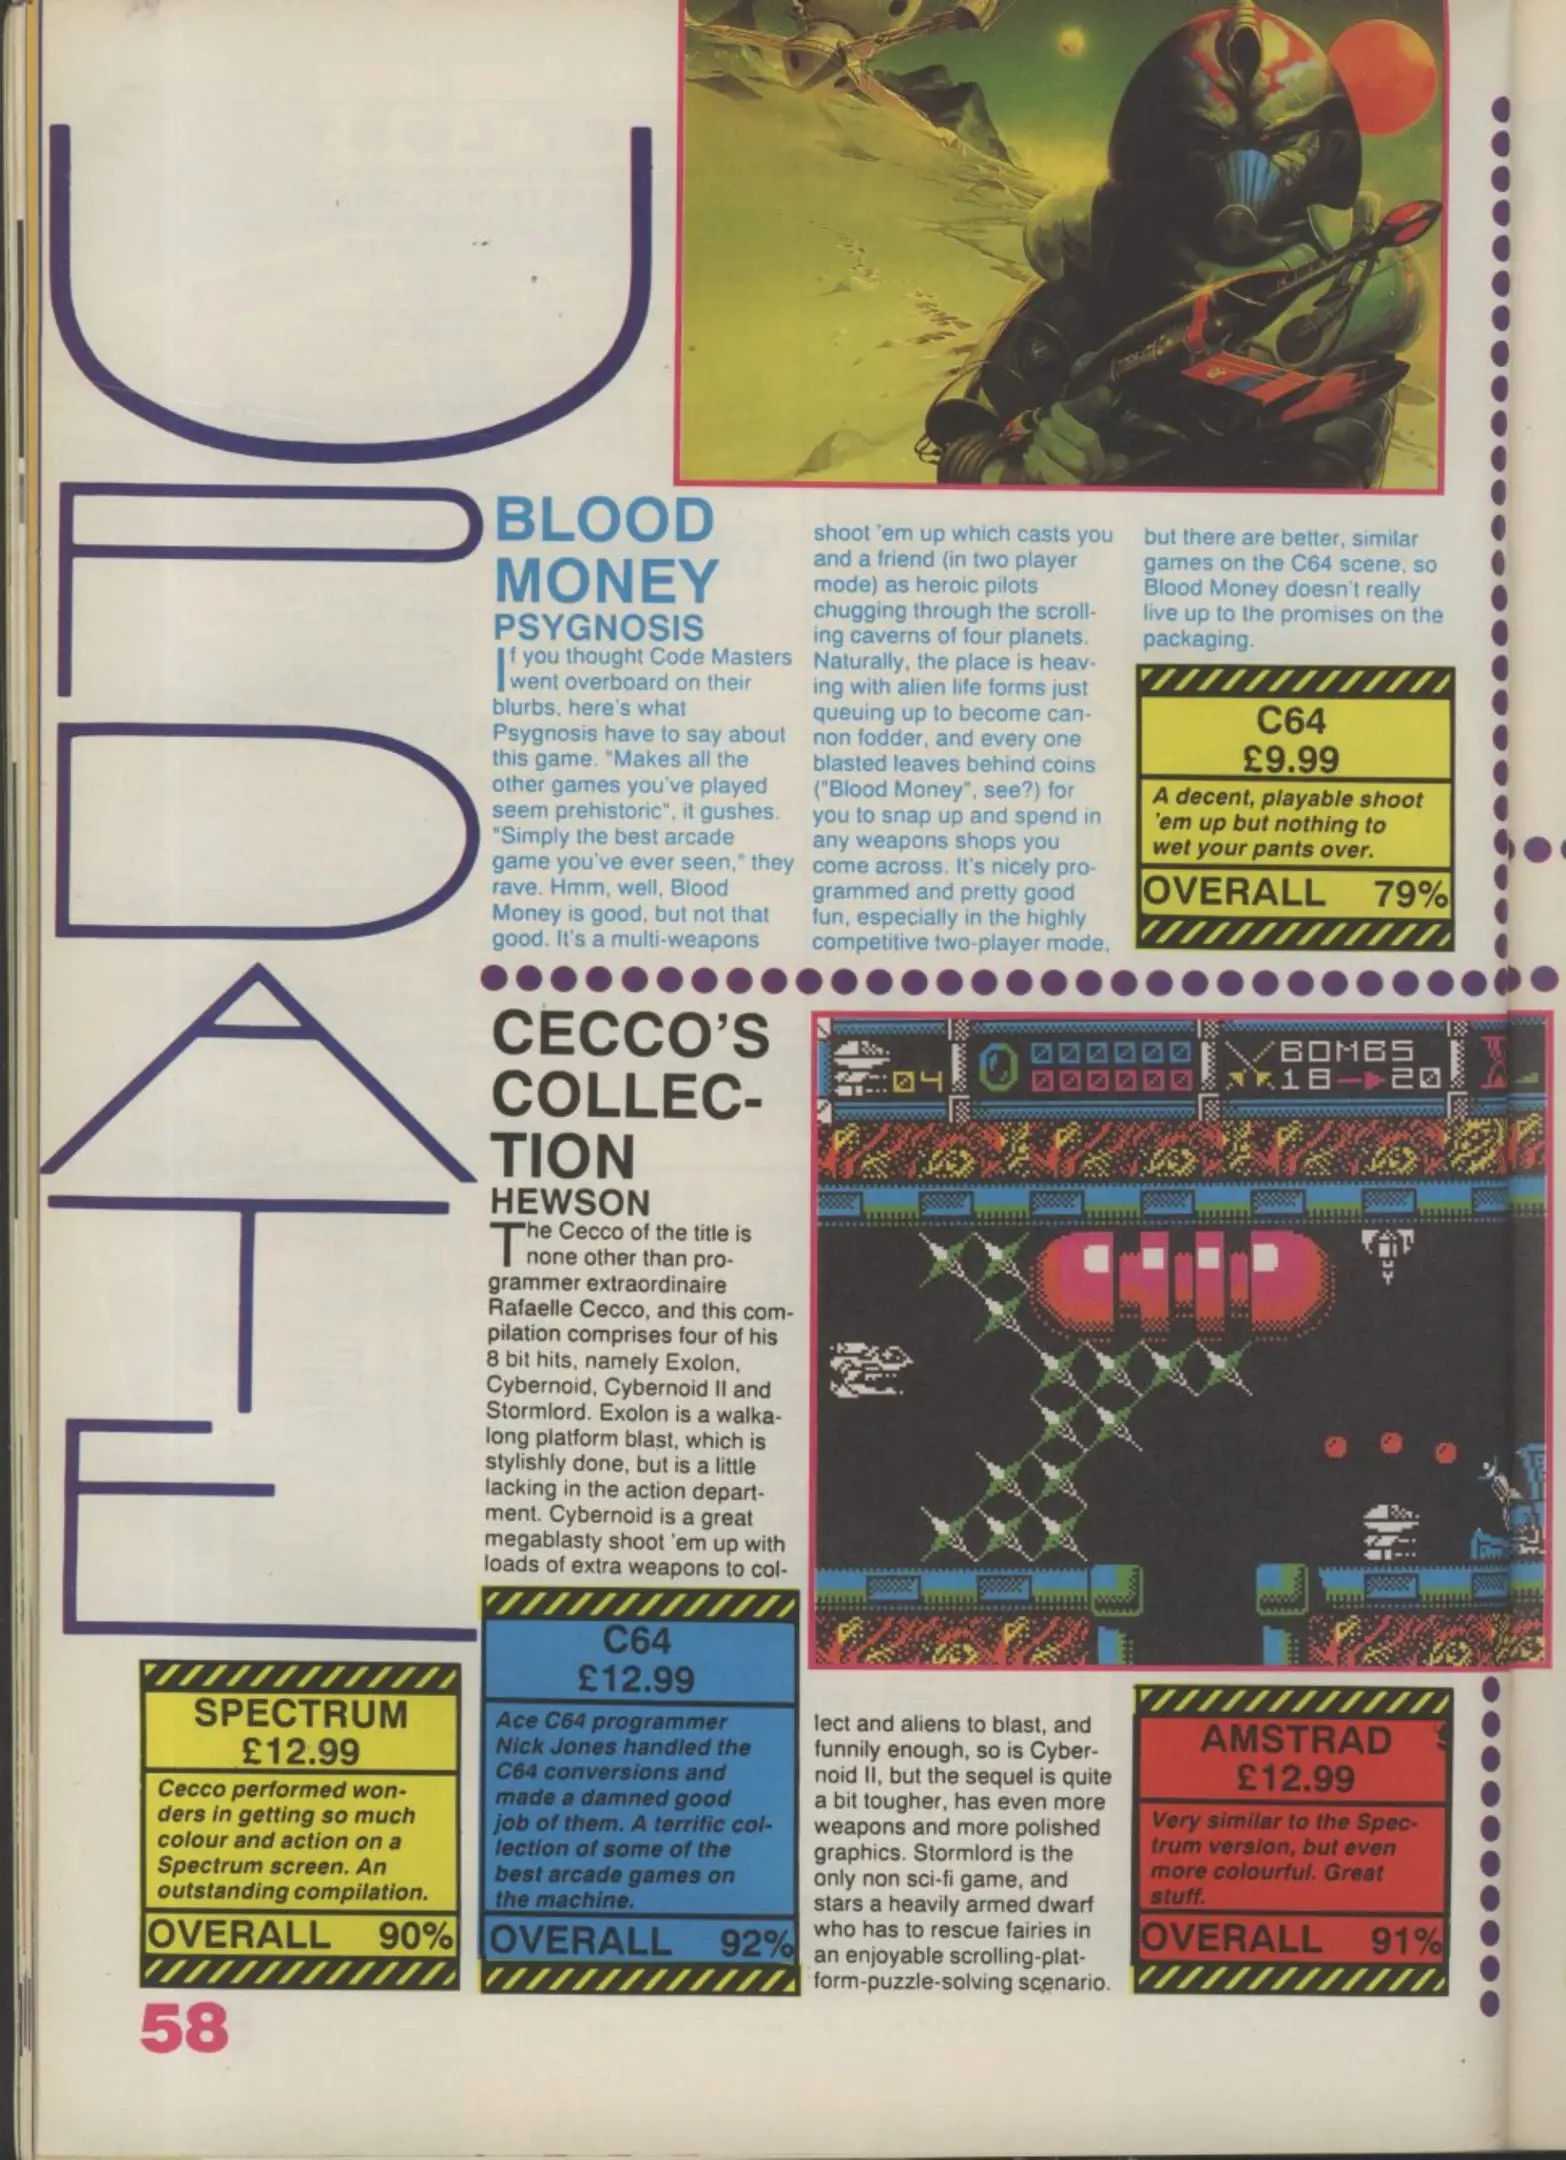 UPDATE
BLOOD
MONEY
PSYGNOSIS
If you thought Code Masters
went overboard on their
blurbs, here's what
Psygnosis have to say about
this game. "Makes all the
other games you've played
seem prehistoric", it gushes.
"Simply the best arcade
game you've ever seen," they
rave. Hmm, well, Blood
Money is good, but not that
good. It's a multi-weapons
shoot 'em up which casts you
and a friend (in two player
mode) as heroic pilots
chugging through the scroll-
ing caverns of four planets.
Naturally, the place is heav-
ing with alien life forms just
queuing up to become can-
non fodder, and every one
blasted leaves behind coins
("Blood Money", see?) for
you to snap up and spend in
any weapons shops you
come across. It's nicely pro-
grammed and pretty good
fun, especially in the highly
competitive two-player mode,
but there are better, similar
games on the C64 scene, so
Blood Money doesn't really
live up to the promises on the
packaging.
C64
£9.99
A decent, playable shoot
'em up but nothing to
wet your pants over.
OVERALL 79%
CECCO'S
COLLEC-
TION
HEWSON
The Cecco of the title is
none other than pro-
grammer extraordinaire
Rafaelle Cecco, and this com-
pilation comprises four of his
8 bit hits, namely Exolon,
Cybernoid, Cybernoid II and
Stormlord. Exolon is a walka-
long platform blast, which is
stylishly done, but is a little
lacking in the action depart-
ment. Cybernoid is a great
megablasty shoot 'em up with
loads of extra weapons to col-
04
000000
000000
BOMBS
18 20
lect and aliens to blast, and
funnily enough, so is Cyber-
noid II, but the sequel is quite
a bit tougher, has even more
weapons and more polished
graphics. Stormlord is the
only non sci-fi game, and
stars a heavily armed dwarf
who has to rescue fairies in
an enjoyable scrolling-plat-
form-puzzle-solving scenario.
SPECTRUM
£12.99
Cecco performed won-
ders in getting so much
colour and action on a
Spectrum screen. An
outstanding compilation.
OVERALL 90%
C64
£12.99
Ace C64 programmer
Nick Jones handled the
C64 conversions and
made a damned good
job of them. A terrific col-
lection of some of the
best arcade games on
the machine.
OVERALL 92%
AMSTRAD
£12.99
Very similar to the Spec-
trum version, but even
more colourful. Great
stuff.
OVERALL 91%
58